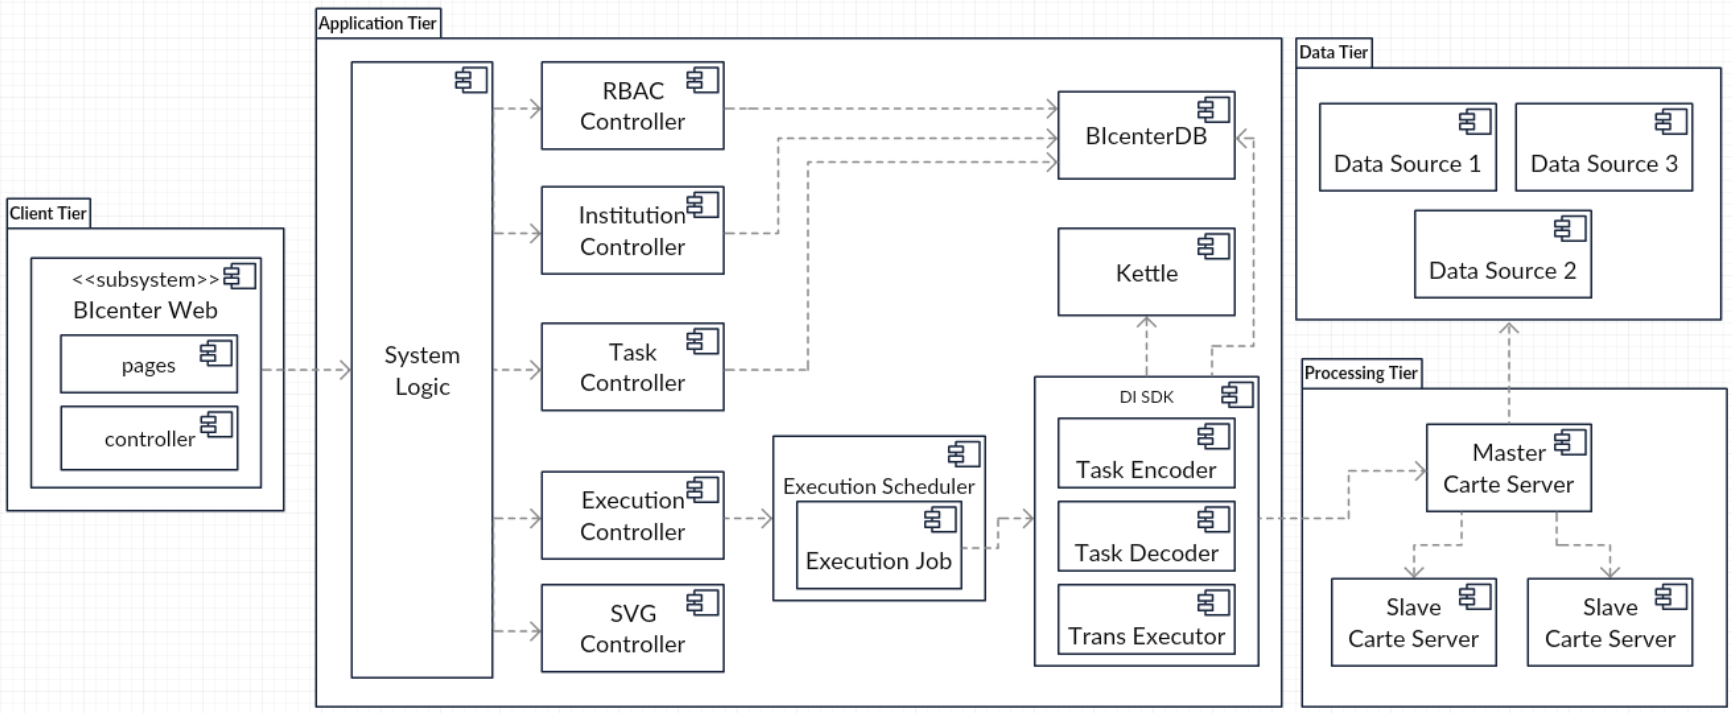 Client Tier
<<subsystem>>
BIcenter Web
pages
controller
Application Tier
System
Logic
RBAC
Controller
Institution
Controller
Task
Controller
Execution
Controller
SVG
Controller
Execution Scheduler
Execution Job
BIcenterDB
Kettle
DI SDK
Task Encoder
Task Decoder
Trans Executor
Data Tier
Data Source 1
Data Source 3
Data Source 2
Processing Tier
Master
Carte Server
Slave
Carte Server
Slave
Carte Server